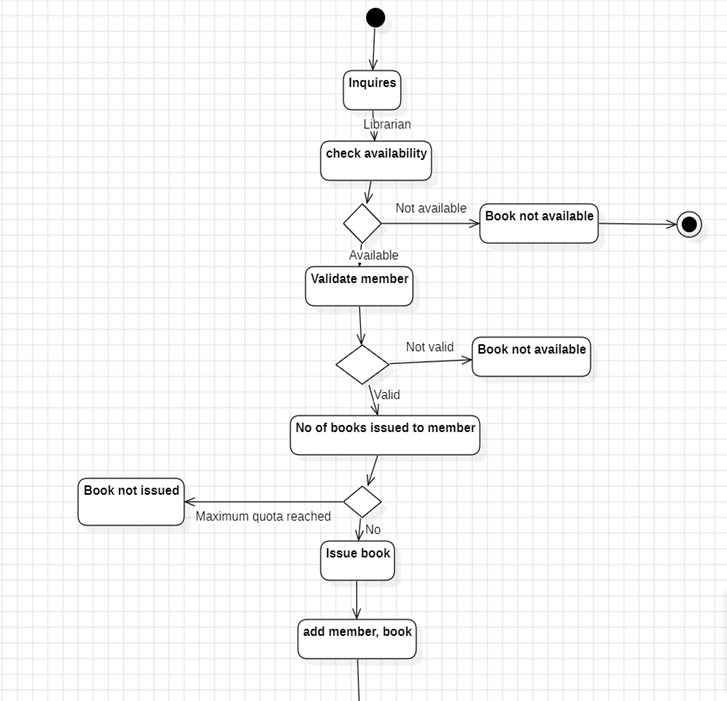 Inquires
Librarian
check availability
Not available
Book not available
Available
Validate member
Not valid
Book not available
Valid
No of books issued to member
Book not issued
Maximum quota reached
No
Issue book
add member, book